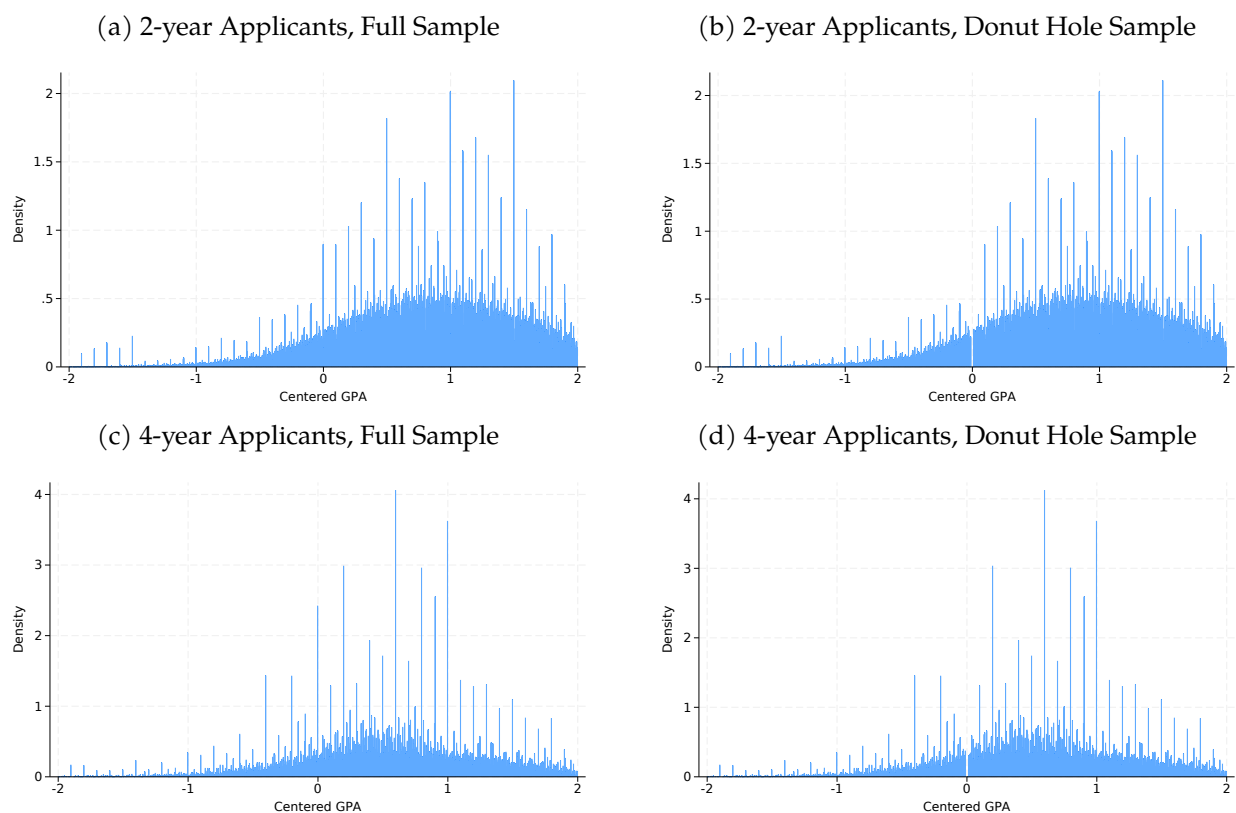 (a) 2-year Applicants, Full Sample
2
1.5
1
.5
0
Density
-2 -1 0 1 2
Centered GPA
(b) 2-year Applicants, Donut Hole Sample
2
1.5
1
.5
0
Density
-2 -1 0 1 2
Centered GPA
(c) 4-year Applicants, Full Sample
4
3
2
1
0
Density
-2 -1 0 1 2
Centered GPA
(d) 4-year Applicants, Donut Hole Sample
4
3
2
1
0
Density
-2 -1 0 1 2
Centered GPA